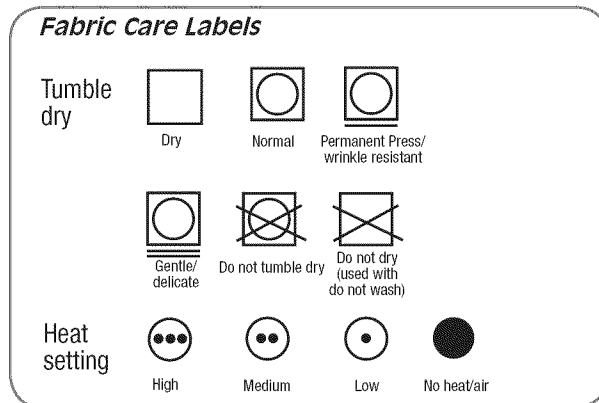 Fabric Care Labels
Tumble
dry
Dry
Normal
Permanent Press/
wrinkle resistant
Gentle/
delicate
Do not tumble dry
Do not dry
(used with
do not wash)
Heat
setting
High
Medium
Low
No heat/air